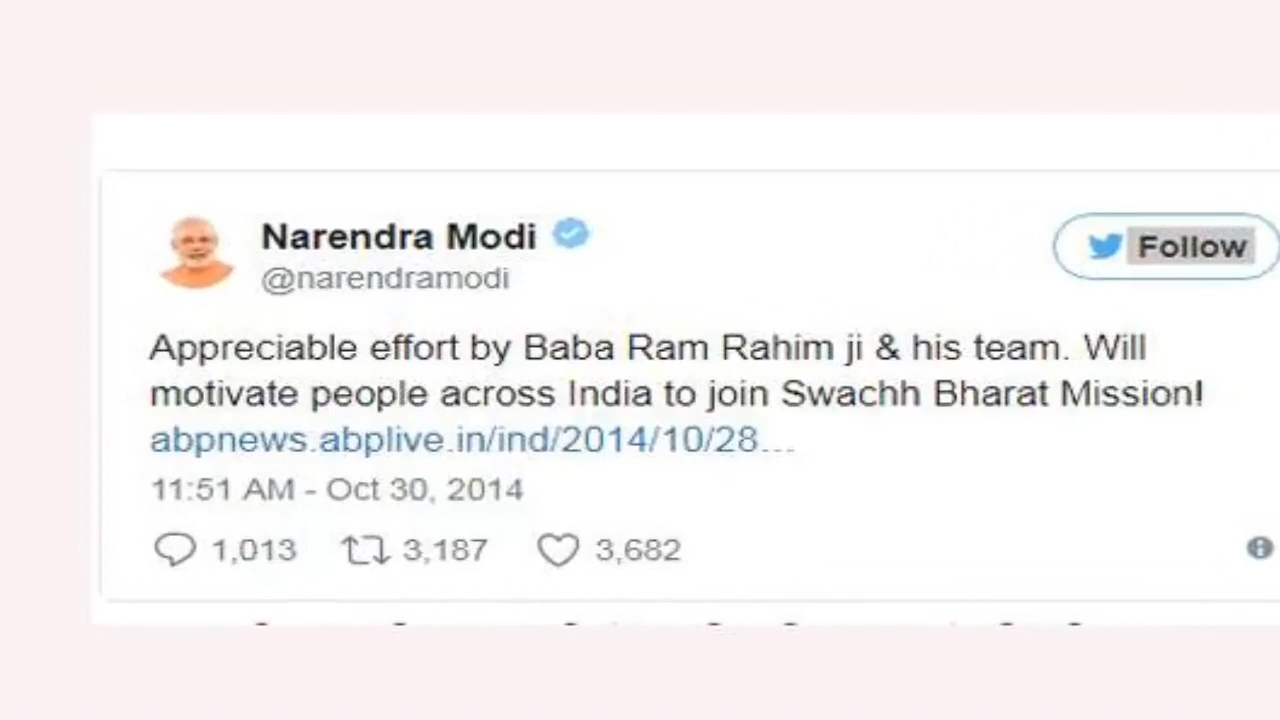 Narendra Modi
Follow
@narendramodi
Appreciable effort by Baba Ram Rahim ji & his team. Will
motivate people across India to join Swachh Bharat Mission!
abpnews.abplive.in/ind/2014/10/28...
11:51 AM - Oct 30, 2014
1,013 3,187 3,682